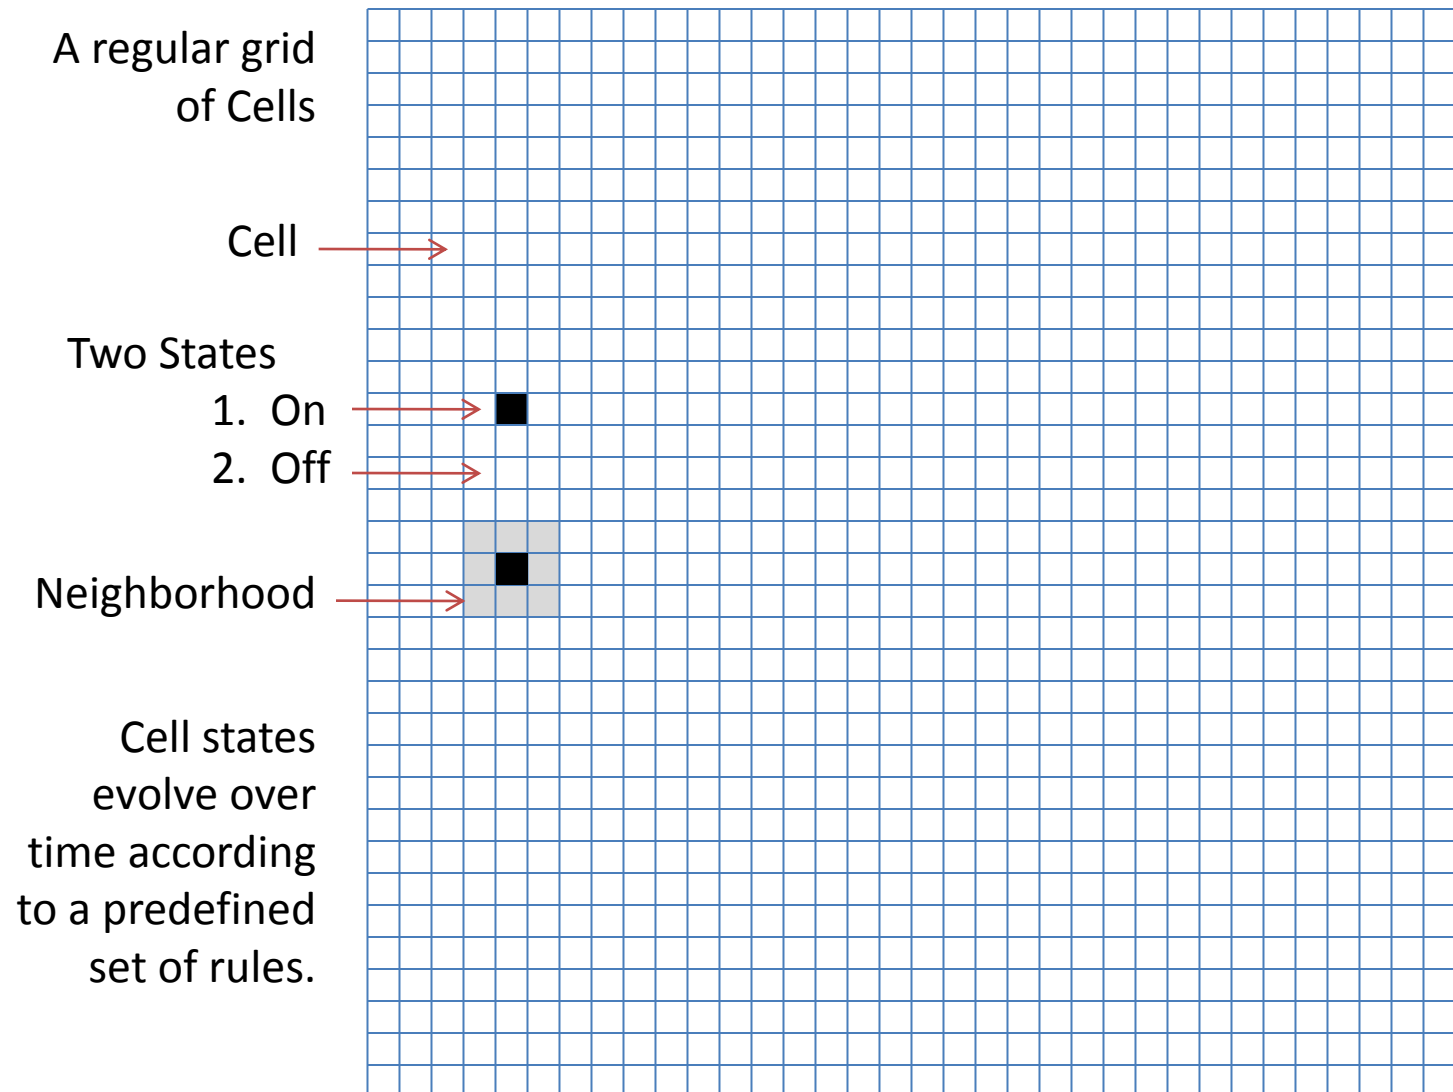 A regular grid
of Cells
Cell
Two States
1. On
2. Off
Neighborhood
Cell states
evolve over
time according
to a predefined
set of rules.